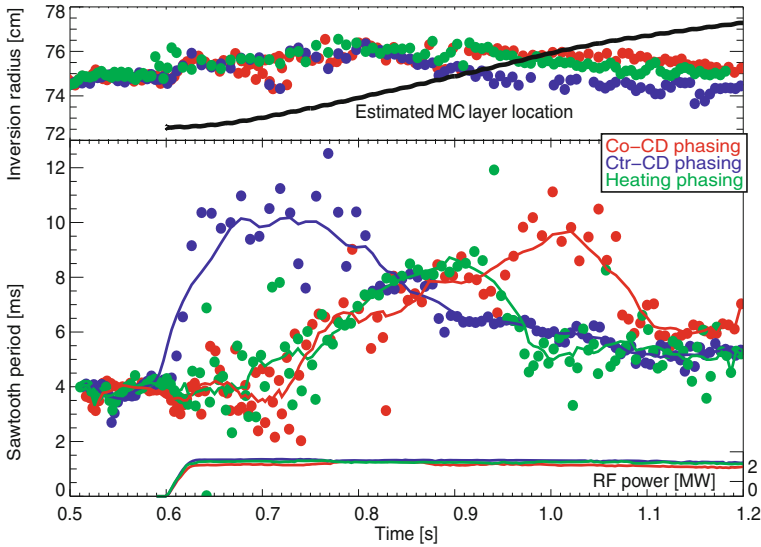 78
76
74
72
Inversion radius [cm]
Estimated MC layer location
Co-CD phasing
Ctr-CD phasing
Heating phasing
12
10
8
6
4
2
0
Sawtooth period [ms]
RF power [MW]
2
0
0.5 0.6 0.7 0.8 0.9 1.0 1.1 1.2
Time [s]